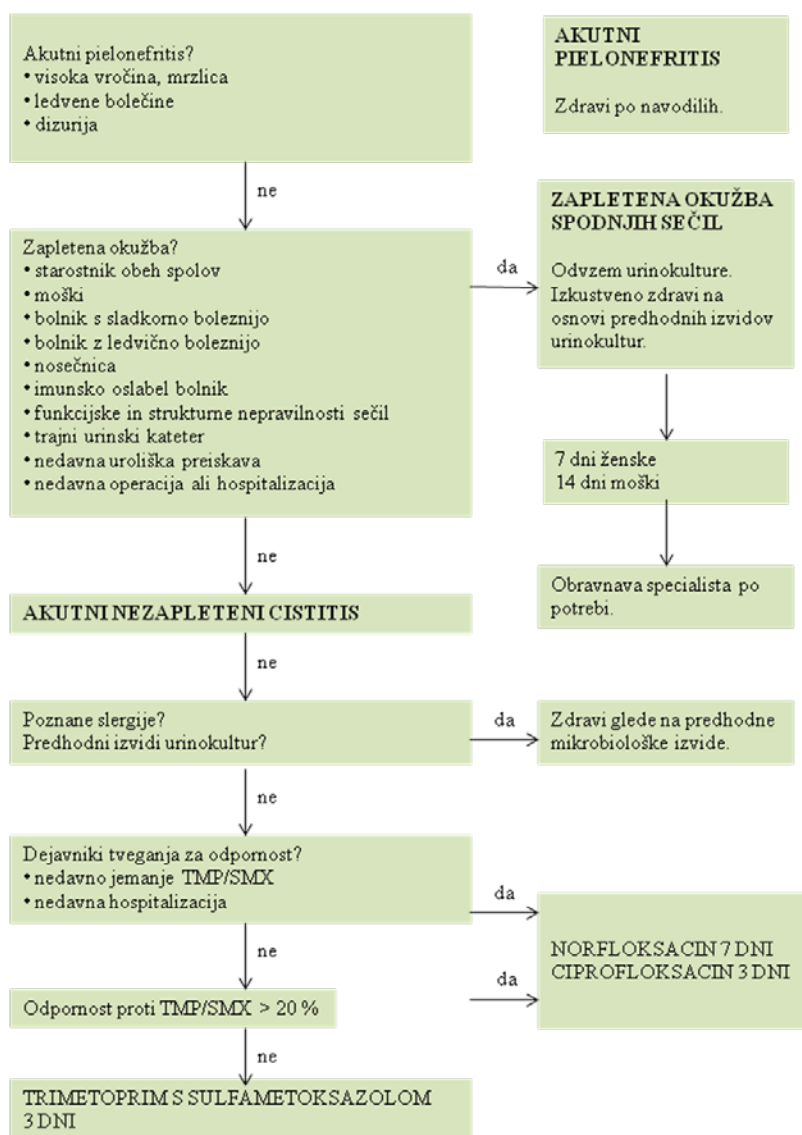 Akutni pielonefritis?
• visoka vročina, mrzlica
• ledvene bolečine
• dizurija
AKUTNI
PIELONEFRITIS
Zdravi po navodilih.
ne
Zapletena okužba?
• starostnik obeh spolov
• moški
• bolnik s sladkorno boleznijo
• bolnik z ledvično boleznijo
• nosečnica
• imunsko oslabel bolnik
• funkcijske in strukturne nepravilnosti sečil
• trajni urinski kateter
• nedavna uroliška preiskava
• nedavna operacija ali hospitalizacija
da
ZAPLETENA OKUŽBA
SPODNJIH SEČIL
Odvzem urinokulture.
Izkustveno zdravi na
osnovi predhodnih izvidov
urinokultur.
7 dni ženske
14 dni moški
Obravnava specialista po
potrebi.
ne
AKUTNI NEZAPLETENI CISTITIS
ne
Poznane slergije?
Predhodni izvidi urinokultur?
da
Zdravi glede na predhodne
mikrobiološke izvide.
ne
Dejavniki tveganja za odpornost?
• nedavno jemanje TMP/SMX
• nedavna hospitalizacija
da
NORFLOKSACIN 7 DNI
CIPROFLOKSACIN 3 DNI
ne
da
Odpornost proti TMP/SMX > 20 %
ne
TRIMETOPRIM S SULFAMETOKSAZOLOM
3 DNI